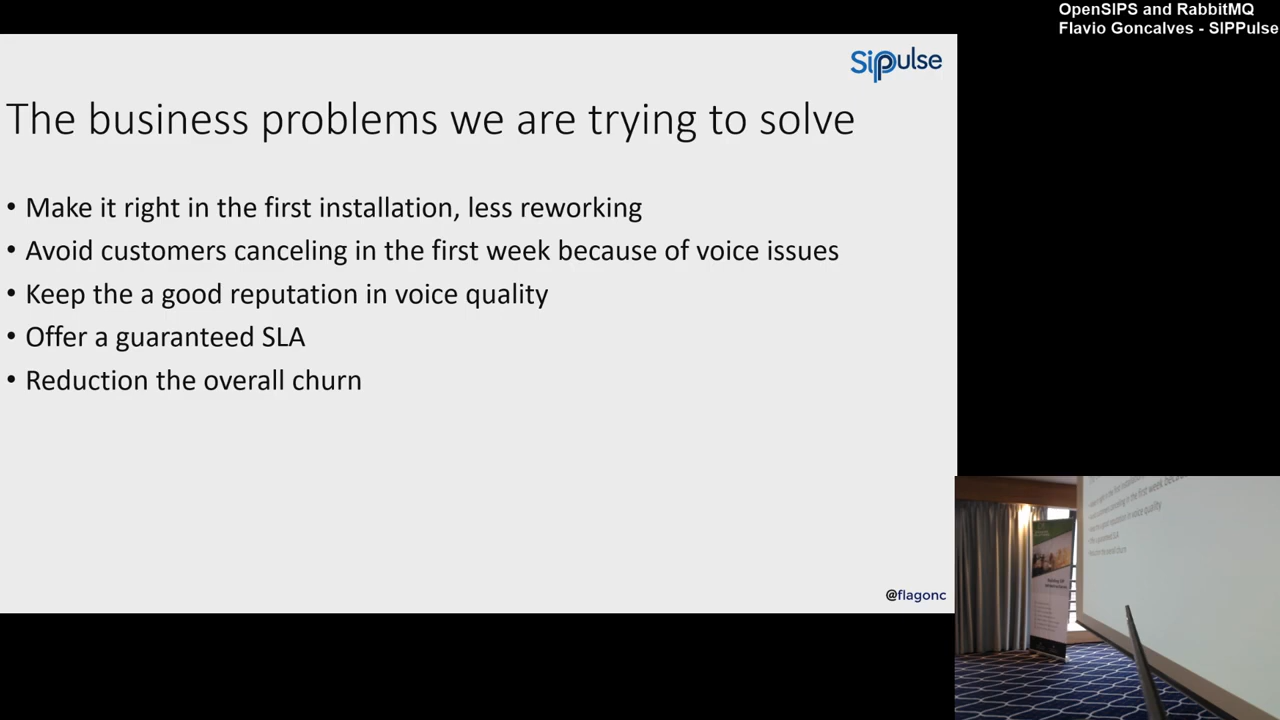 OpenSIPS and RabbitMQ
Flavio Goncalves - SIPPulse
Sippulse
The business problems we are trying to solve
• Make it right in the first installation, less reworking
• Avoid customers canceling in the first week because of voice issues
• Keep the a good reputation in voice quality
• Offer a guaranteed SLA
• Reduction the overall churn
@flagonc